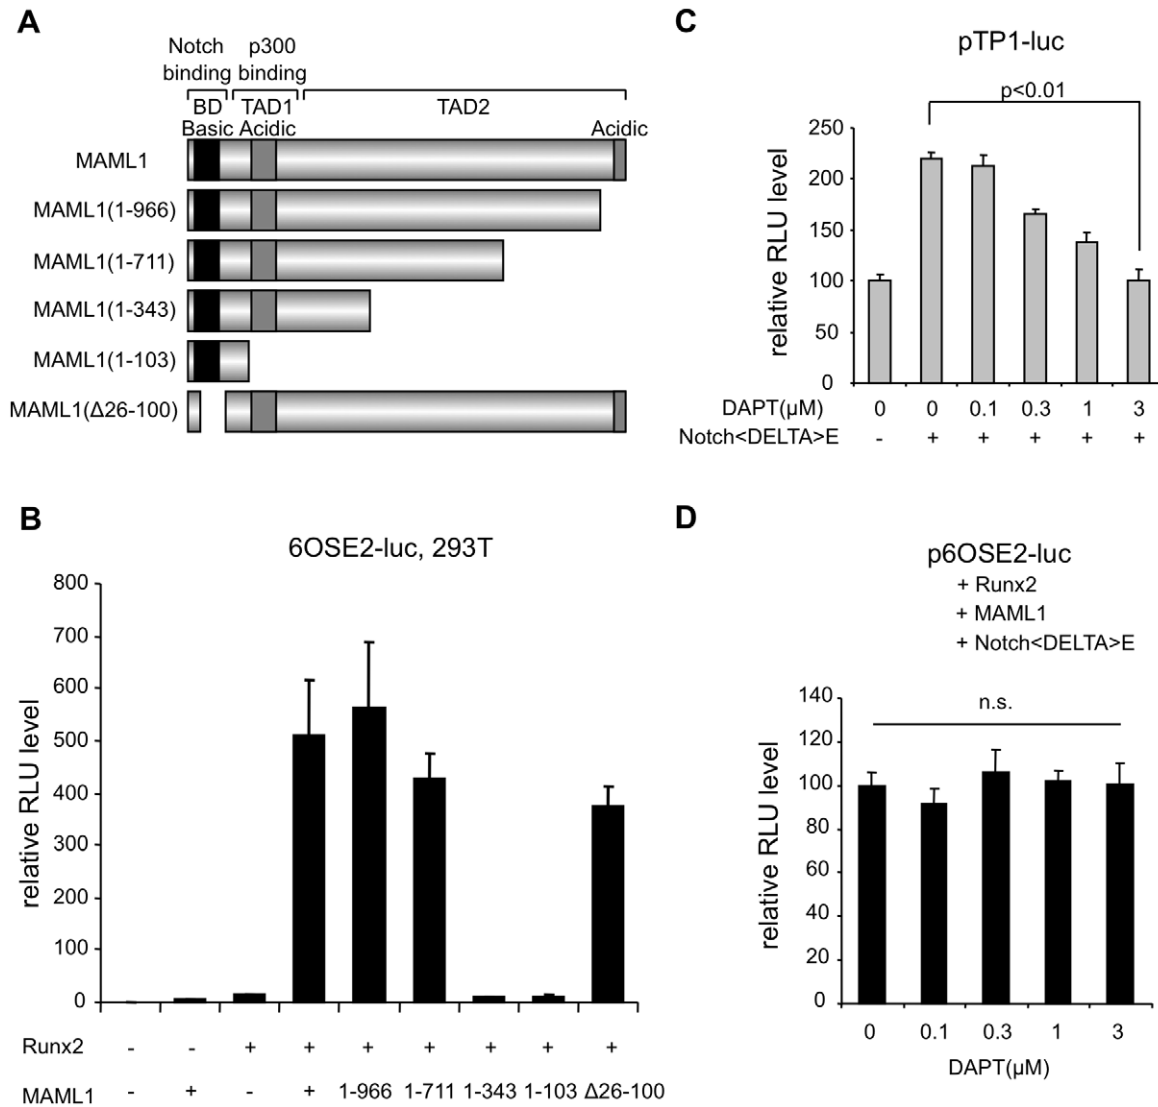 A
Notch p300
binding binding
BD TAD1 TAD2
Basic Acidic Acidic
MAML1
MAML1(1-966)
MAML1(1-711)
MAML1(1-343)
MAML1(1-103)
MAML1(Δ26-100)
B
6OSE2-luc, 293T
relative RLU level
800
700
600
500
400
300
200
100
0
Runx2 - - + + + + + + +
MAML1 - + - + 1-966 1-711 1-343 1-103 Δ26-100
C
pTP1-luc
p<0.01
relative RLU level
250
200
150
100
50
0
DAPT(μM) 0 0 0.1 0.3 1 3
Notch<DELTA>E - + + + + +
D
p6OSE2-luc
+ Runx2
+ MAML1
+ Notch<DELTA>E
n.s.
relative RLU level
140
120
100
80
60
40
20
0
0 0.1 0.3 1 3
DAPT(μM)